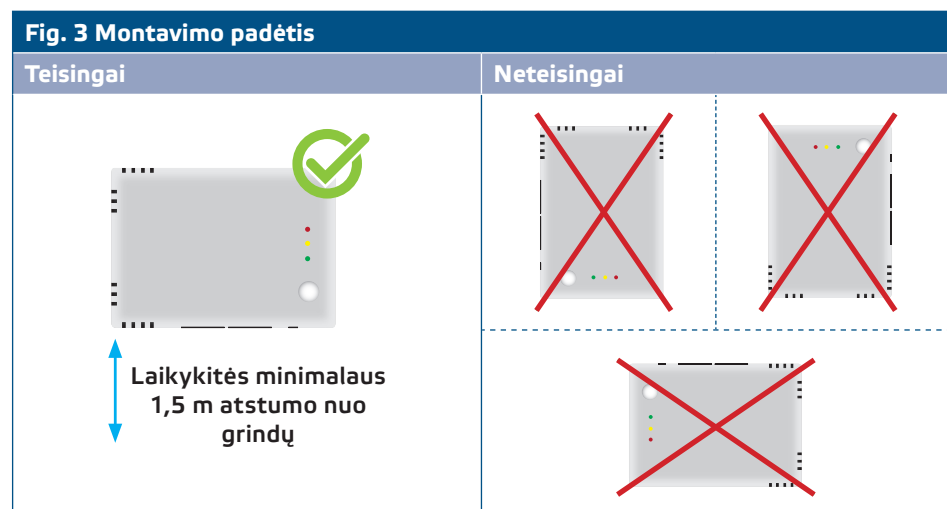 Fig. 3 Montavimo padėtis
Teisingai
Neteisingai
Laikykitės minimalaus
1,5 m atstumo nuo
grindų